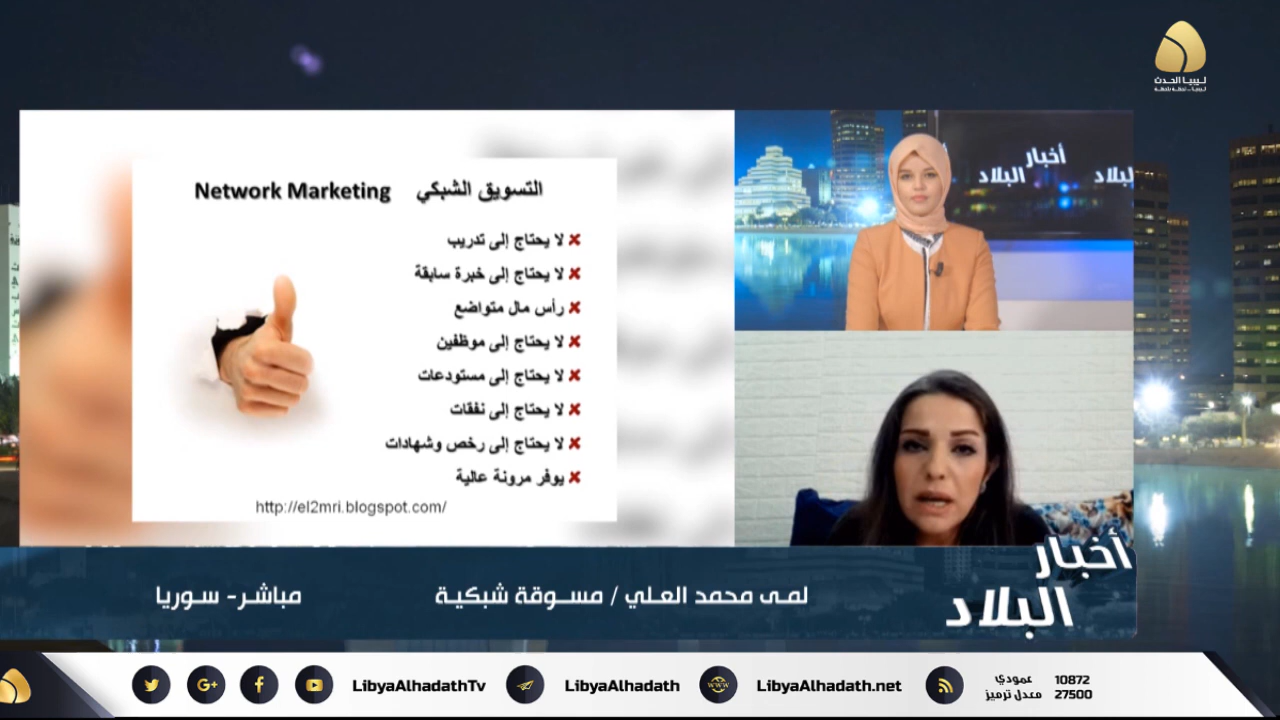 ليبيا الحدث
أخبار
البلاد
التسويق الشبكي Network Marketing
لا يحتاج إلى تدريب
لا يحتاج إلى خبرة سابقة
رأس مال متواضع
لا يحتاج إلى موظفين
لا يحتاج إلى مستودعات
لا يحتاج إلى نفقات
لا يحتاج إلى رخص وشهادات
يوفر مرونة عالية
http://el2mri.blogspot.com/
أخبار
البلاد
لمى محمد العلي / مسوقة شبكية
مباشر- سوريا
LibyaAlhadathTv
LibyaAlhadath
WWW
LibyaAlhadath.net
عمودي 10872
معدل ترميز 27500